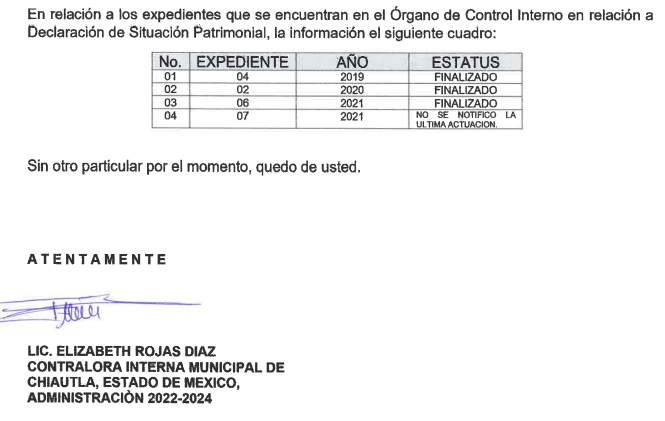 En relación a los expedientes que se encuentran en el Órgano de Control Interno en relación a
Declaración de Situación Patrimonial, la información el siguiente cuadro:
No. EXPEDIENTE AÑO ESTATUS
01 04 2019 FINALIZADO
02 02 2020 FINALIZADO
03 06 2021 FINALIZADO
04 07 2021 NO SE NOTIFICO LA
ULTIMA ACTUACION.
Sin otro particular por el momento, quedo de usted.
A T E N T A M E N T E
LIC. ELIZABETH ROJAS DIAZ
CONTRALORA INTERNA MUNICIPAL DE
CHIAUTLA, ESTADO DE MEXICO,
ADMINISTRACIÒN 2022-2024